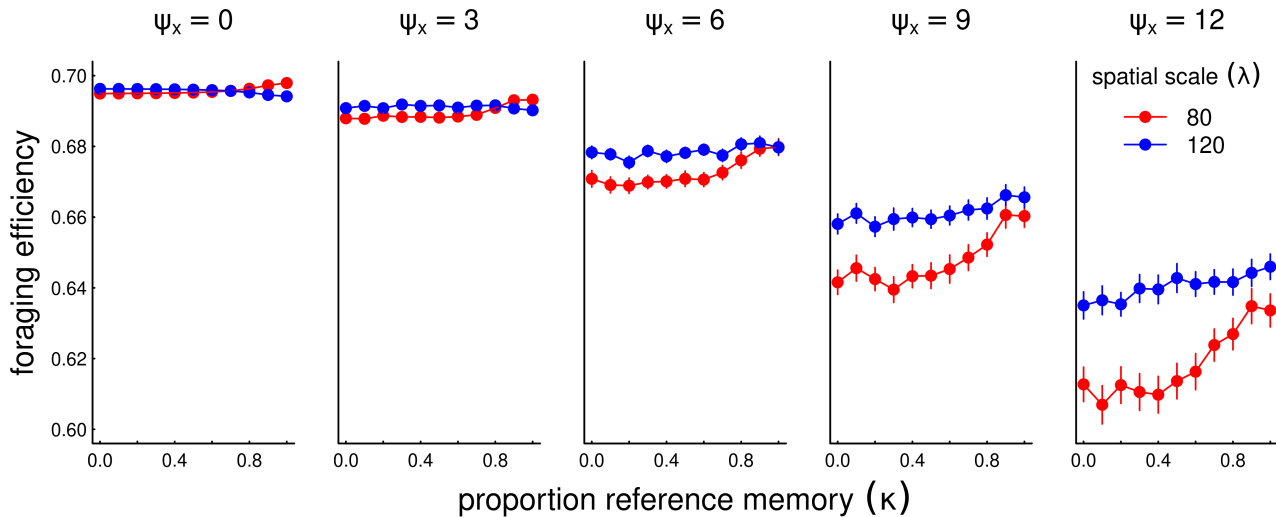 ψx = 0
ψx = 3
ψx = 6
ψx = 9
ψx = 12
foraging efficiency
0.70
0.68
0.66
0.64
0.62
0.60
spatial scale (λ)
80
120
0.0 0.4 0.8
0.0 0.4 0.8
0.0 0.4 0.8
0.0 0.4 0.8
0.0 0.4 0.8
proportion reference memory (κ)